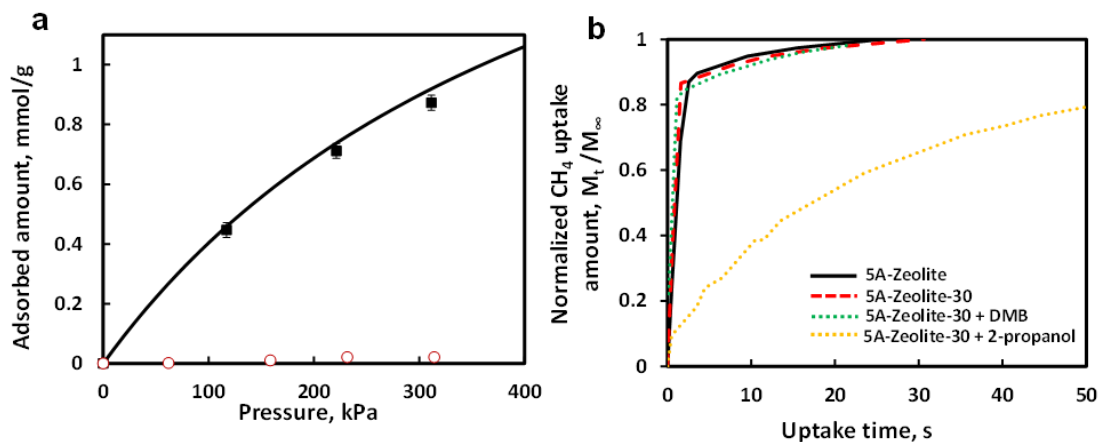 a
Adsorbed amount, mmol/g
1
0.8
0.6
0.4
0.2
0
0
100
200
300
400
Pressure, kPa
b
Normalized CH₄ uptake
amount, Mₜ/M∞
1
0.8
0.6
0.4
0.2
0
5A-Zeolite
5A-Zeolite-30
5A-Zeolite-30 + DMB
5A-Zeolite-30 + 2-propanol
0
10
20
30
40
50
Uptake time, s